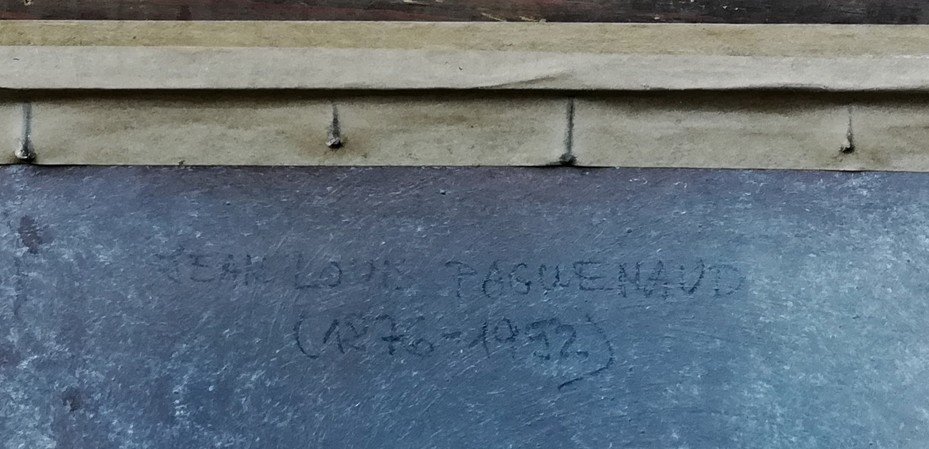 JEAN LOUIS PAGUENAUD
(1876-1952)